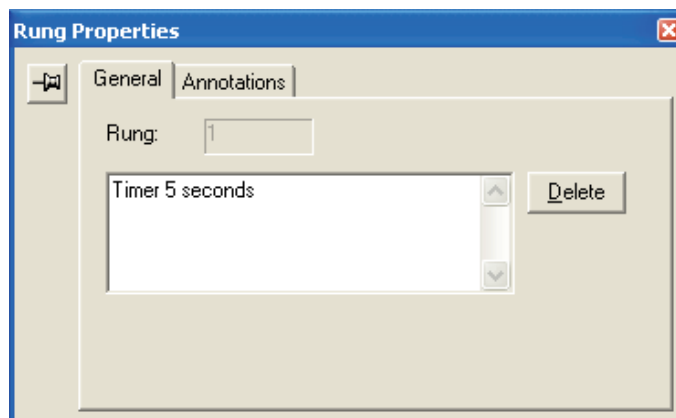 Rung Properties
General
Annotations
Rung:
1
Timer 5 seconds
Delete